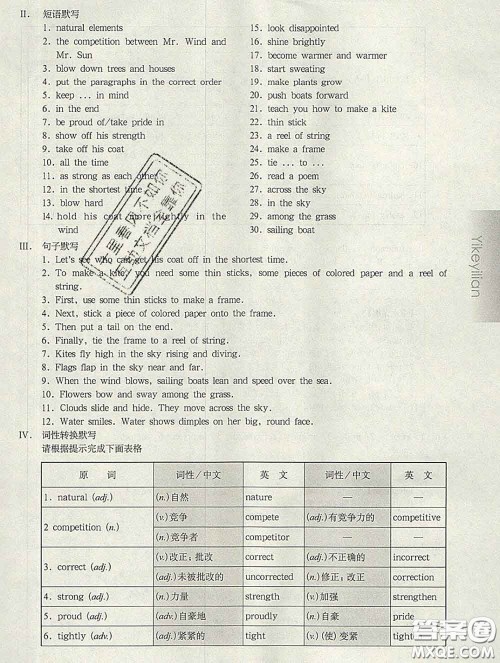 II. 短语默写
1. natural elements
2. the competition between Mr. Wind and
Mr. Sun
3. blow down trees and houses
4. put the paragraphs in the correct order
5. keep ... in mind
6. in the end
7. be proud of/take pride in
8. show off his strength
9. take off his coat
10. all the time
11. as strong as each other
12. in the shortest time
13. blow hard
14. hold his coat more tightly in the
wind
15. look disappointed
16. shine brightly
17. become warmer and warmer
18. start sweating
19. make plants grow
20. push boats forward
21. teach you how to make a kite
22. thin stick
23. a reel of string
24. make a frame
25. tie ... to ...
26. read a poem
27. across the sky
28. in the sky
29. among the grass
30. sailing boats
III. 句子默写
1. Let's see who can get his coat off in the shortest time.
2. To make a kite, you need some thin sticks, some pieces of colored paper and a reel of
string.
3. First, use some thin sticks to make a frame.
4. Next, stick a piece of colored paper onto the frame.
5. Then put a tail on the end.
6. Finally, tie the frame to a reel of string.
7. Kites fly high in the sky rising and diving.
8. Flags flap in the sky near and far.
9. When the wind blows, sailing boats lean and speed over the sea.
10. Flowers bow and sway among the grass.
11. Clouds slide and hide. They move across the sky.
12. Water smiles. Water shows dimples on her big, round face.
IV. 词性转换默写
请根据提示完成下面表格
原 词 词性/中文 英 文 词性/中文 英 文
1. natural (adj.) (n.)自然 nature — —
2 competition (n.) (v.)竞争 compete (adj.)有竞争力的 competitive
(n.)竞争者 competitor — —
3. correct (adj.) (v.)改正;批改 correct (adj.)不正确的 incorrect
(adj.)未被批改的 uncorrected (n.)修正;改正 correction
4. strong (adj.) (n.)力量 strength (v.)加强 strengthen
5. proud (adj.) (adv.)自豪地 proudly (n.)自豪 pride
6. tightly (adv.) (adj.)紧紧的 tight (v.)(使)变紧 tighten
Yikeyilian
答案圈
MXQE.COM